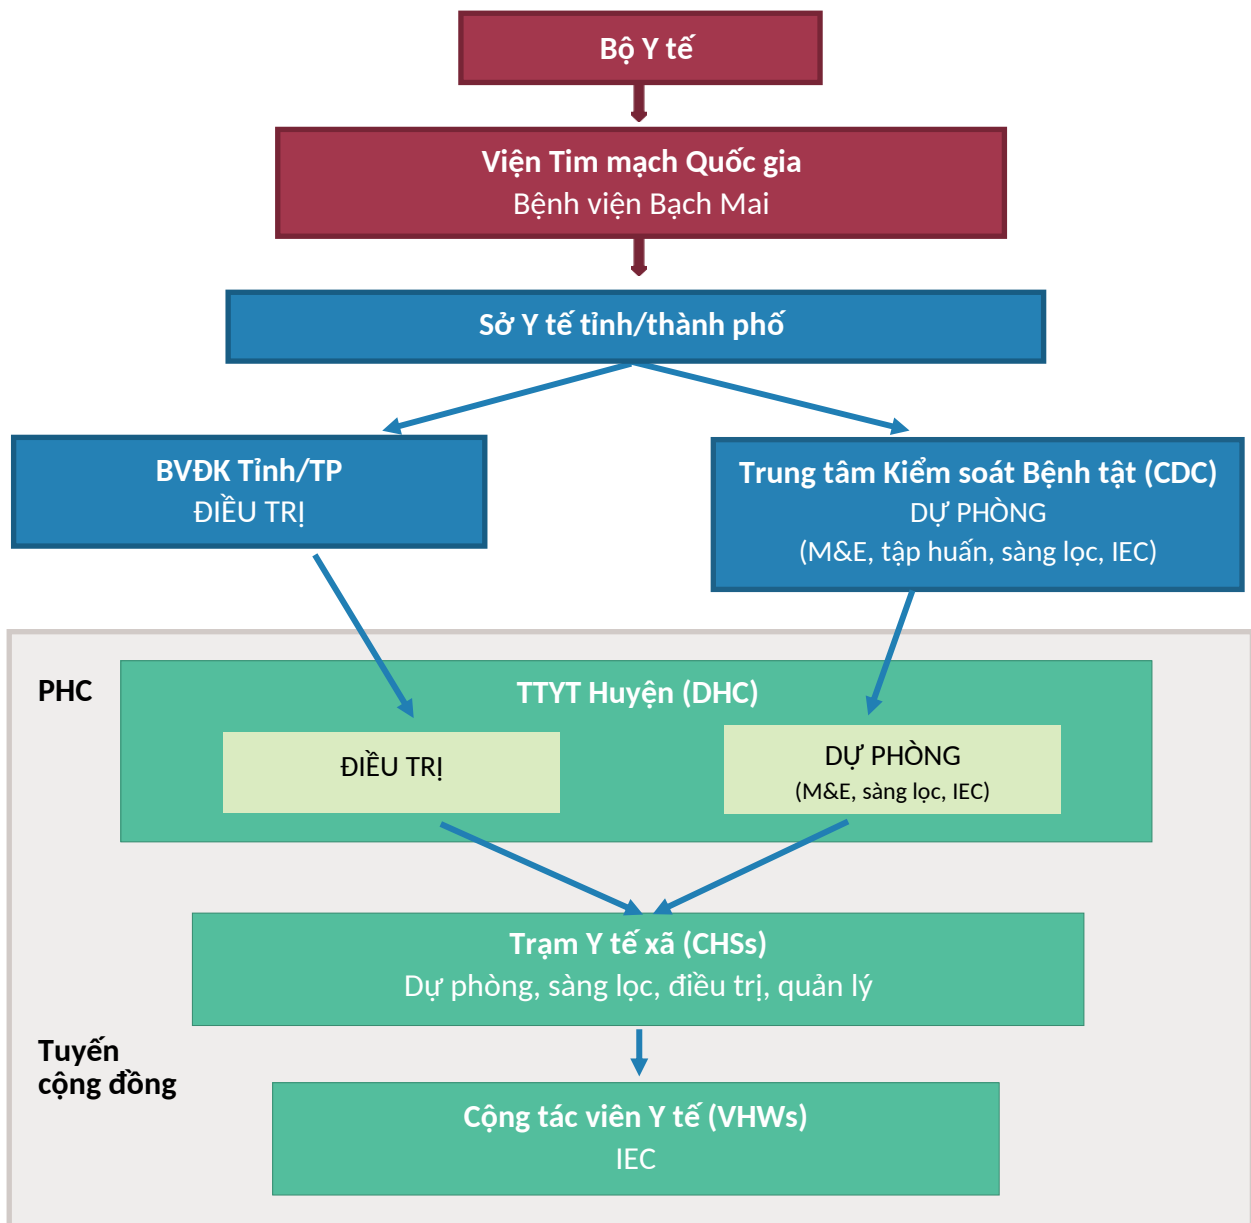 Bộ Y tế
Viện Tim mạch Quốc gia
Bệnh viện Bạch Mai
Sở Y tế tỉnh/thành phố
BVĐK Tỉnh/TP
ĐIỀU TRỊ
Trung tâm Kiểm soát Bệnh tật (CDC)
DỰ PHÒNG
(M&E, tập huấn, sàng lọc, IEC)
PHC
TTYT Huyện (DHC)
ĐIỀU TRỊ
DỰ PHÒNG
(M&E, sàng lọc, IEC)
Trạm Y tế xã (CHSs)
Dự phòng, sàng lọc, điều trị, quản lý
Tuyến
cộng đồng
Cộng tác viên Y tế (VHWs)
IEC